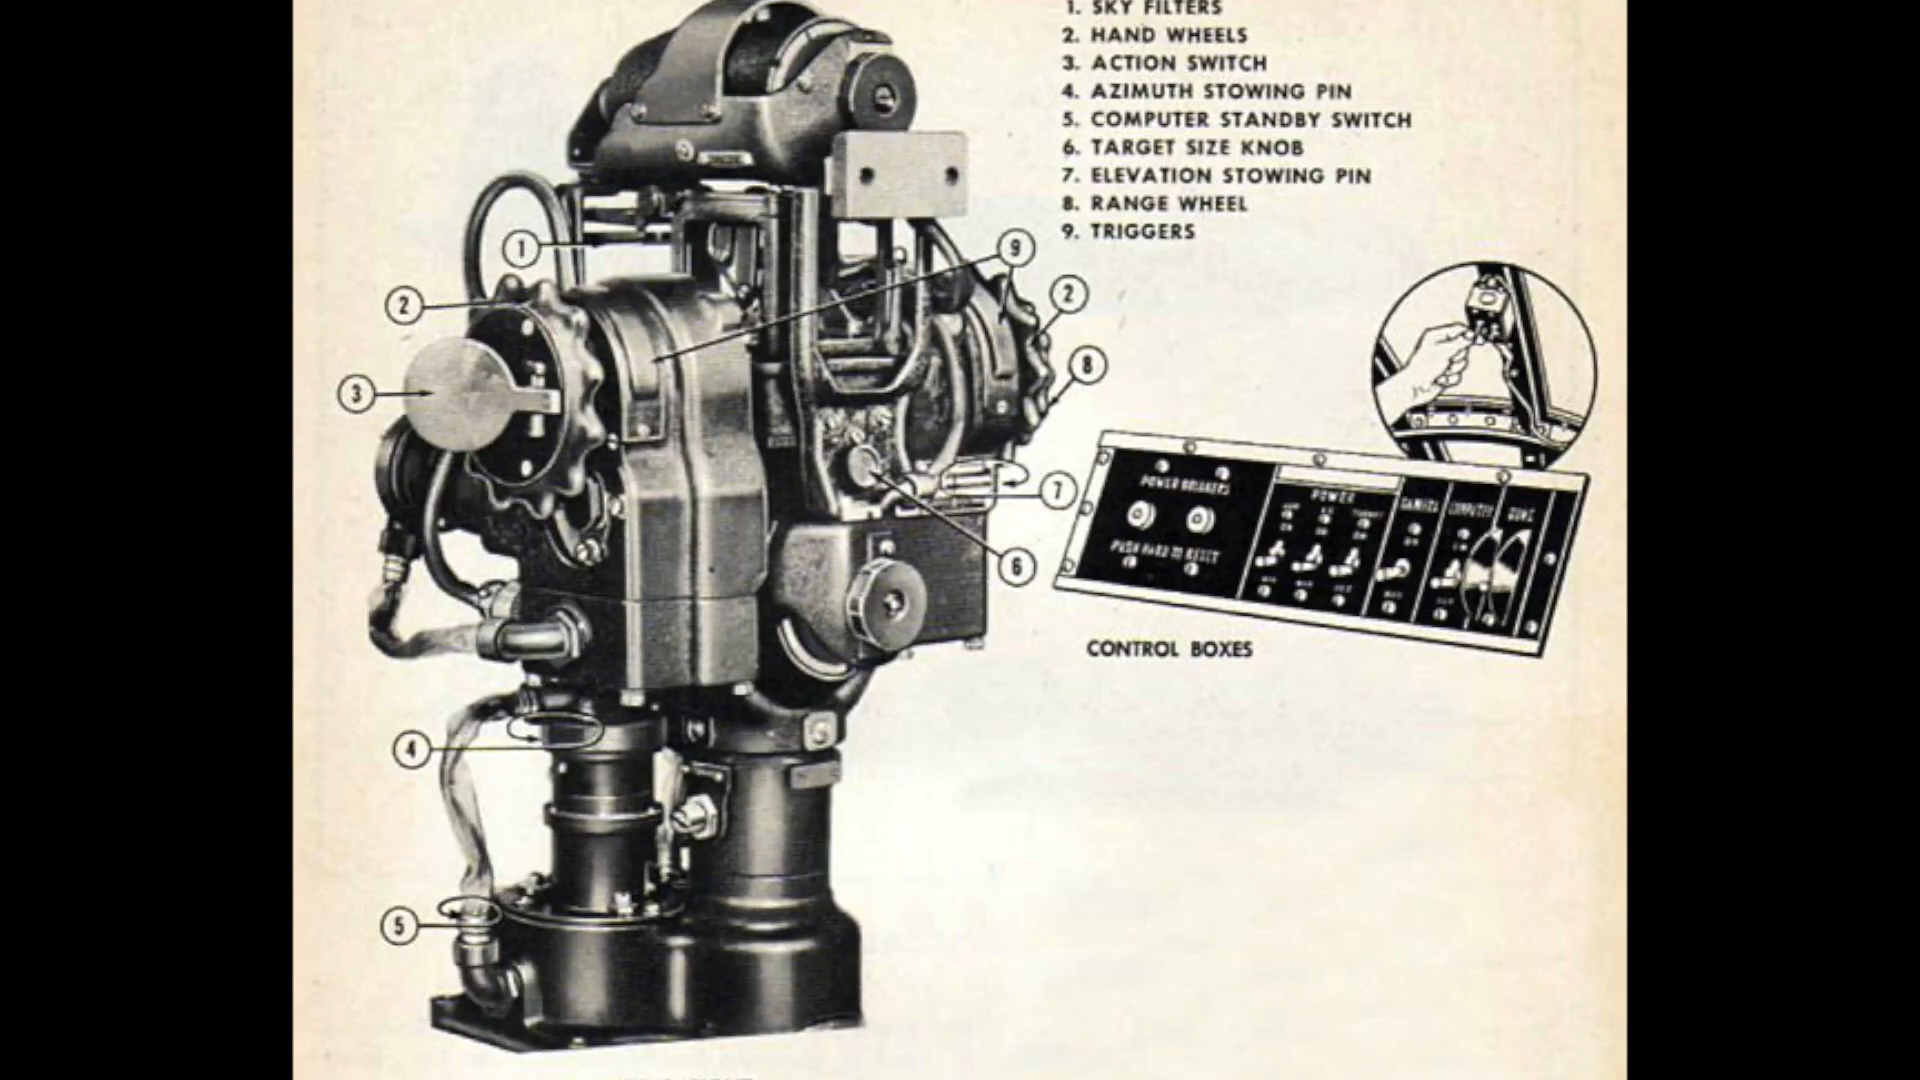 1. SKY FILTERS
2. HAND WHEELS
3. ACTION SWITCH
4. AZIMUTH STOWING PIN
5. COMPUTER STANDBY SWITCH
6. TARGET SIZE KNOB
7. ELEVATION STOWING PIN
8. RANGE WHEEL
9. TRIGGERS
1
9
2
2
8
3
7
6
4
5
POWER BREAKERS
PUSH HARD TO RESET
POWER
CAMERA
COMPUTER
CONTROL BOXES